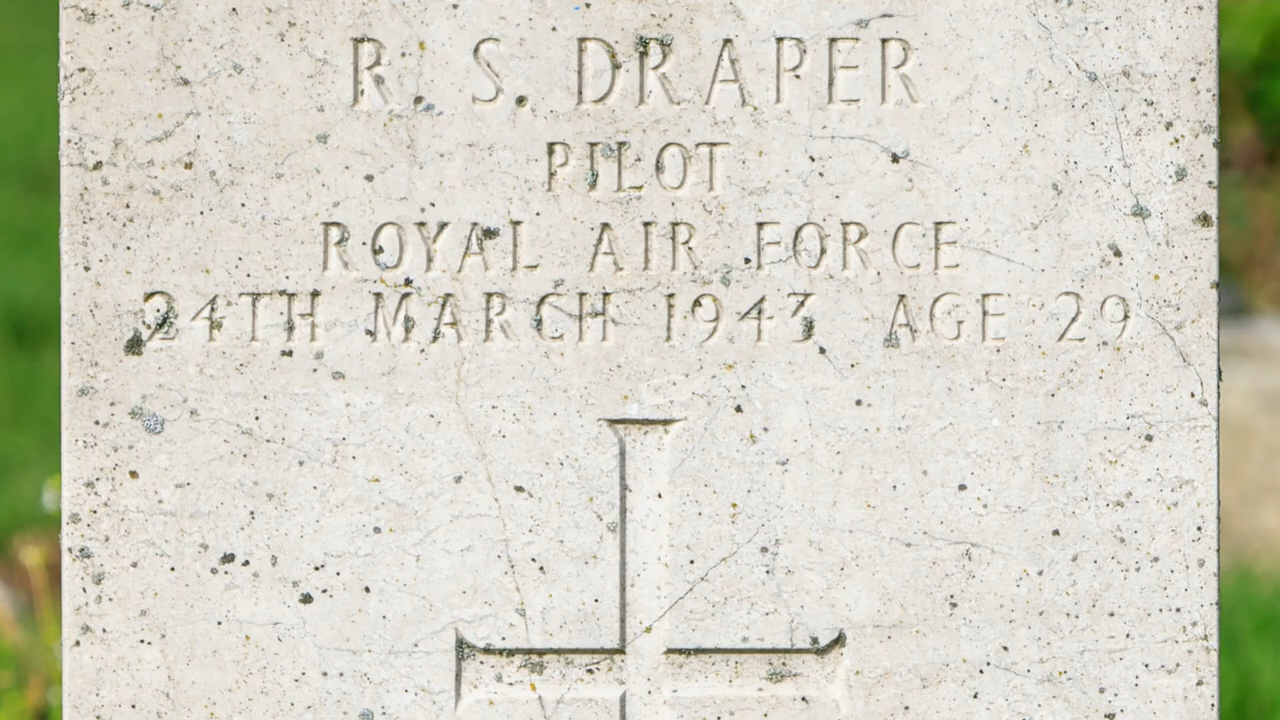 R. S. DRAPER
PILOT
ROYAL AIR FORCE
24TH MARCH 1943 AGE 29